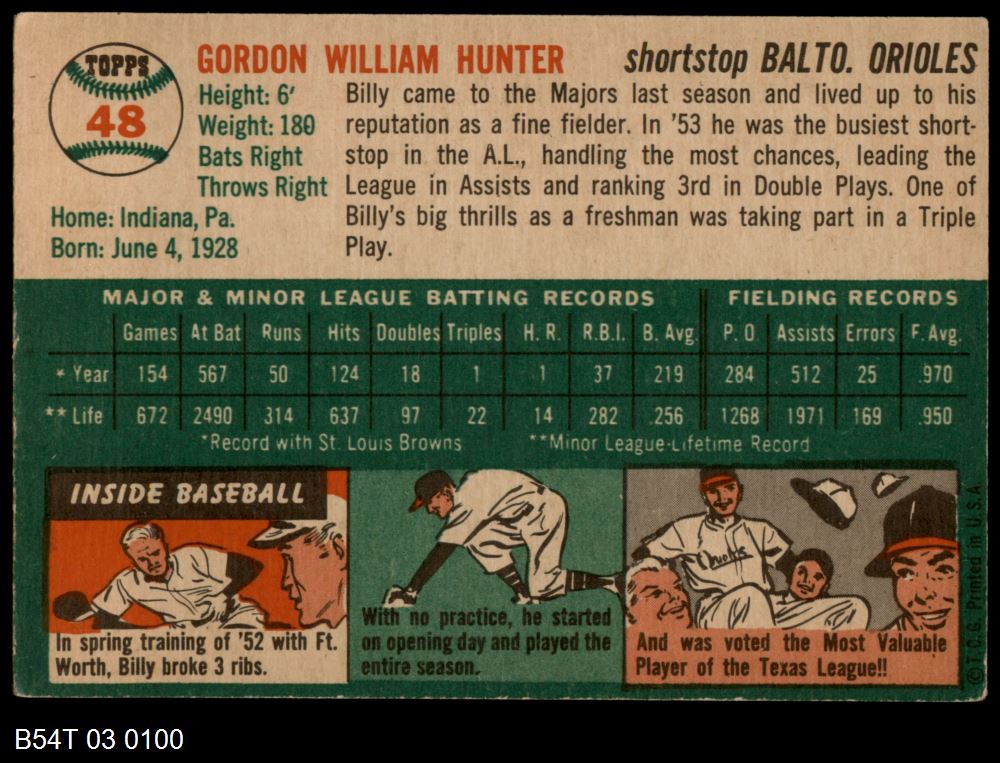 TOPPS
48
GORDON WILLIAM HUNTER shortstop BALTO. ORIOLES
Height: 6'
Weight: 180
Bats Right
Throws Right
Home: Indiana, Pa.
Born: June 4, 1928
Billy came to the Majors last season and lived up to his
reputation as a fine fielder. In '53 he was the busiest short-
stop in the A.L., handling the most chances, leading the
League in Assists and ranking 3rd in Double Plays. One of
Billy's big thrills as a freshman was taking part in a Triple
Play.
MAJOR & MINOR LEAGUE BATTING RECORDS FIELDING RECORDS
Games At Bat Runs Hits Doubles Triples H. R. R.B.I. B. Avg. P. O. Assists Errors F. Avg.
* Year 154 567 50 124 18 1 1 37 .219 284 512 25 .970
** Life 672 2490 314 637 97 22 14 282 .256 1268 1971 169 .950
*Record with St. Louis Browns **Minor League-Lifetime Record
INSIDE BASEBALL
In spring training of '52 with Ft.
Worth, Billy broke 3 ribs.
With no practice, he started
on opening day and played the
entire season.
And was voted the Most Valuable
Player of the Texas League!!
© T.C.G. Printed in U.S.A.
B54T 03 0100